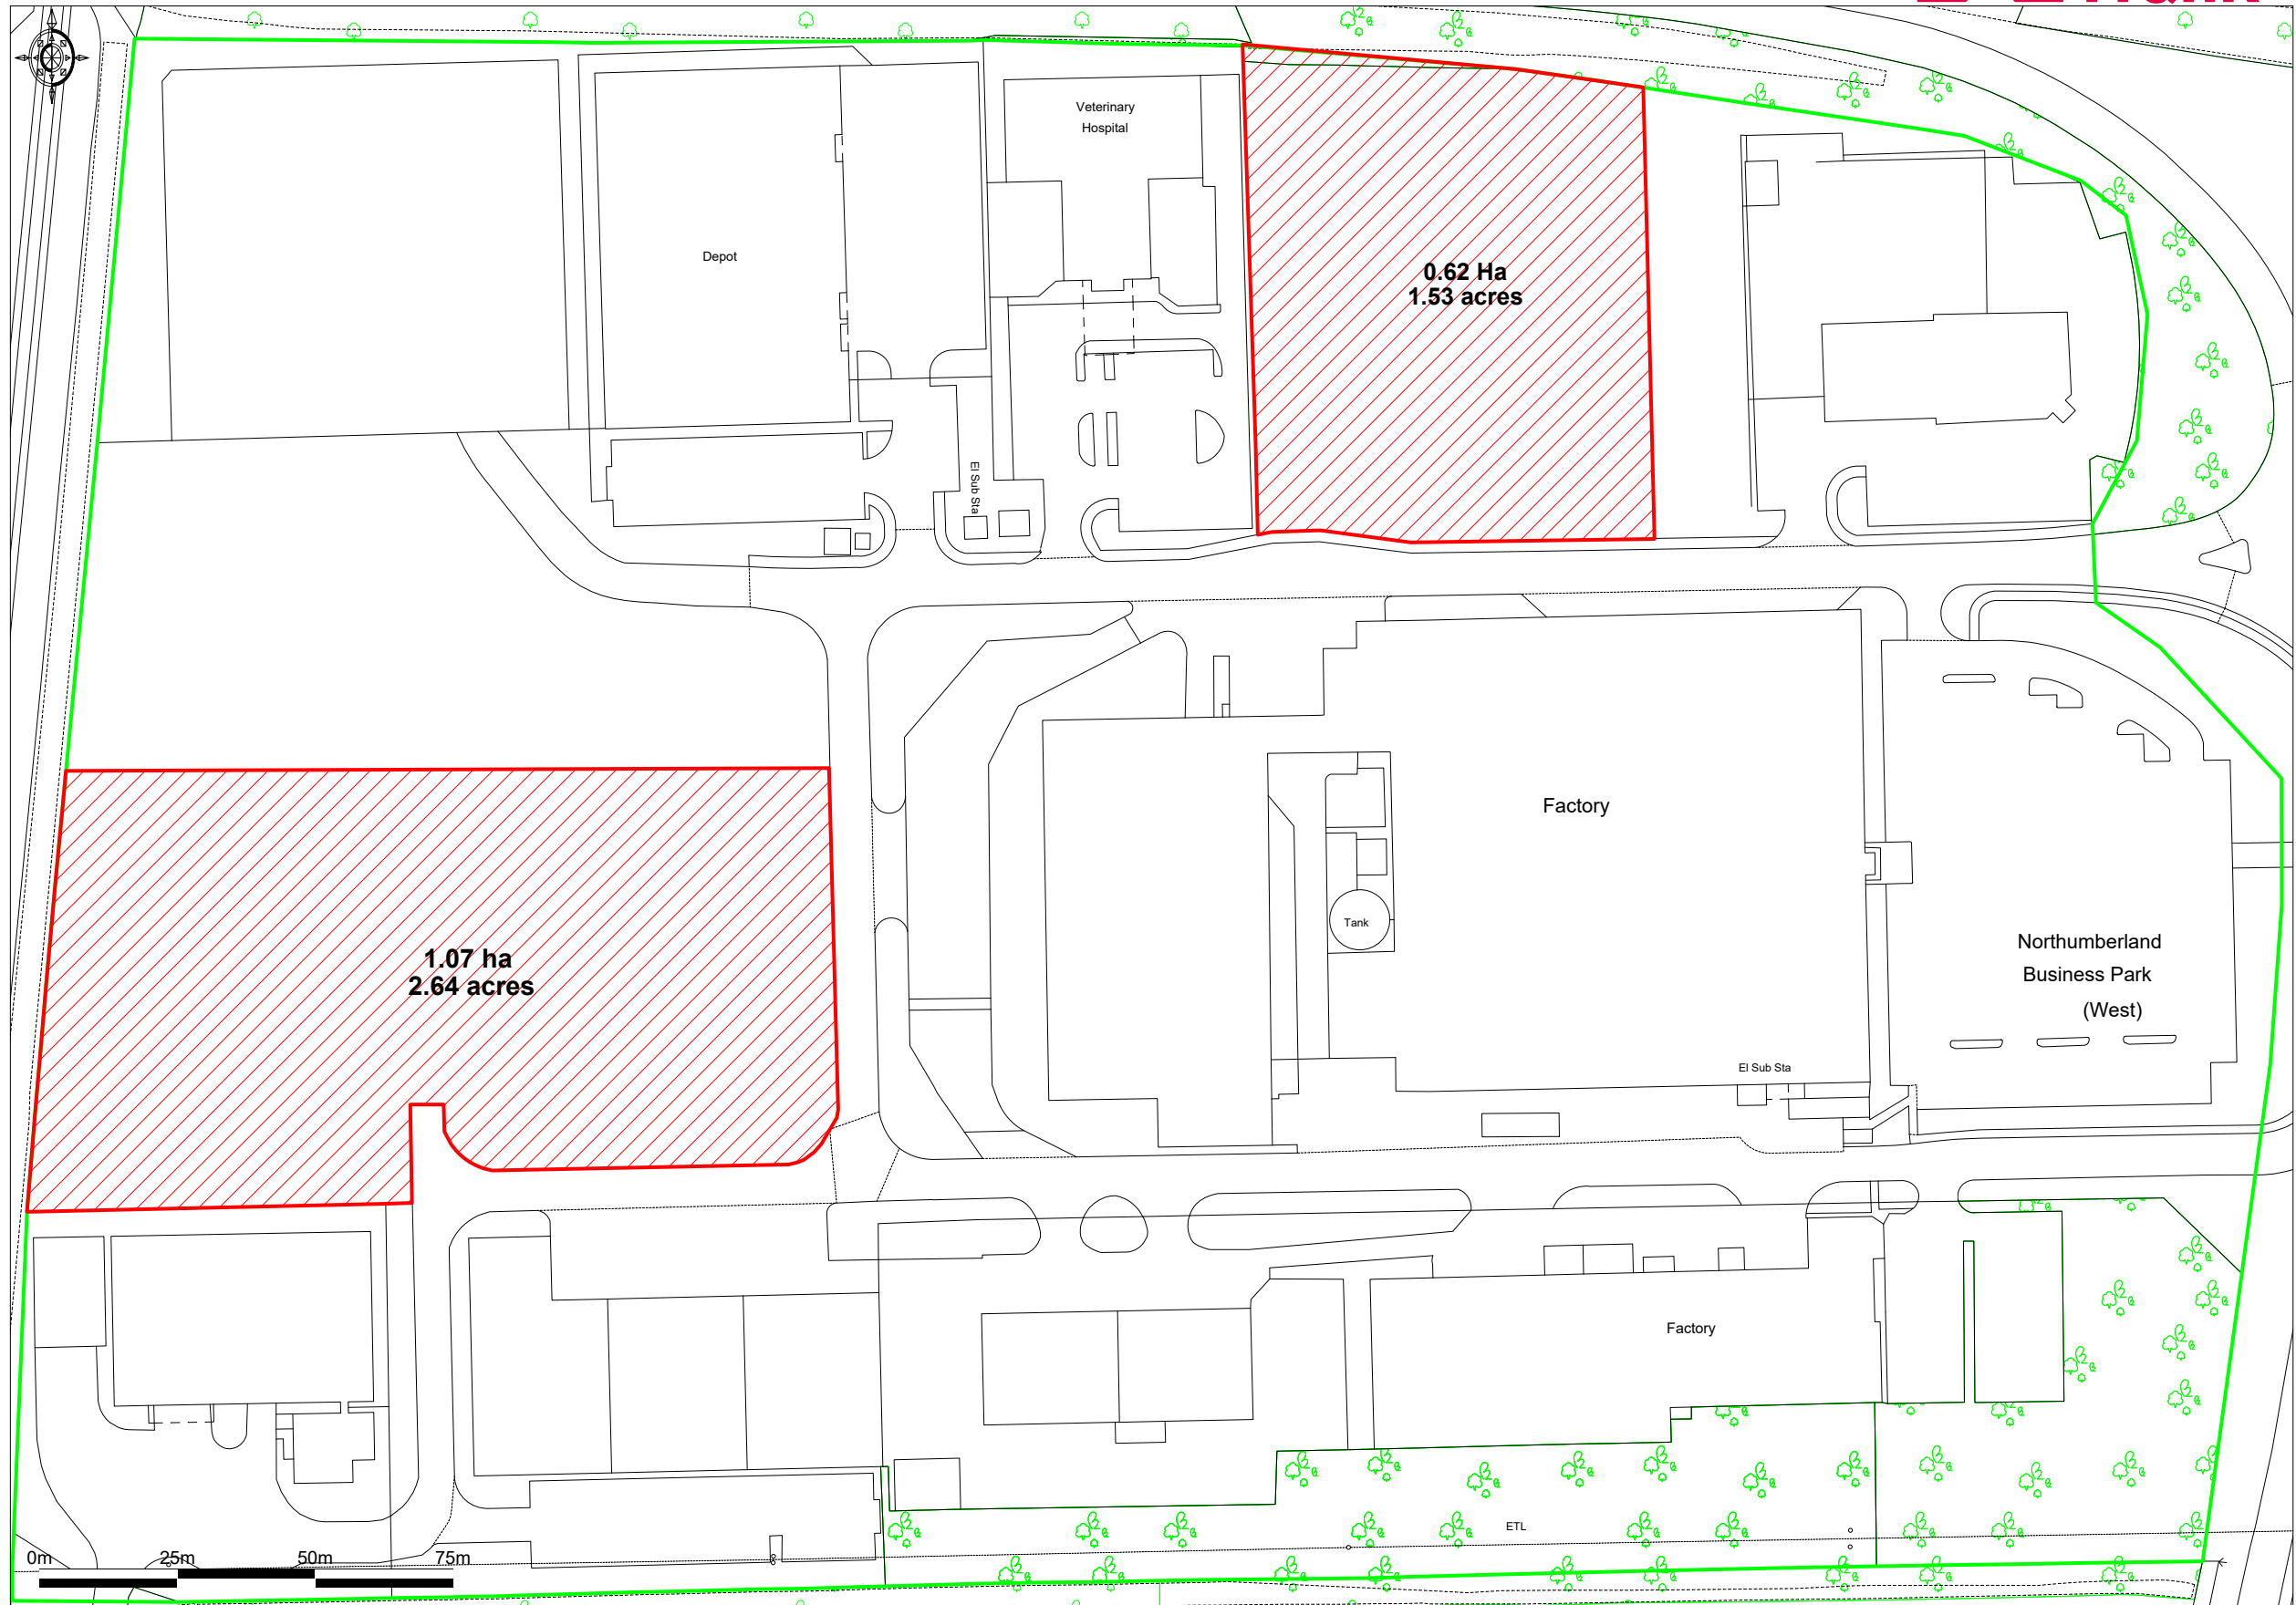 Veterinary
Hospital
Depot
0.62 Ha
1.53 acres
El Sub Sta
Factory
Tank
1.07 ha
2.64 acres
Northumberland
Business Park
(West)
El Sub Sta
Factory
ETL
0m 25m 50m 75m